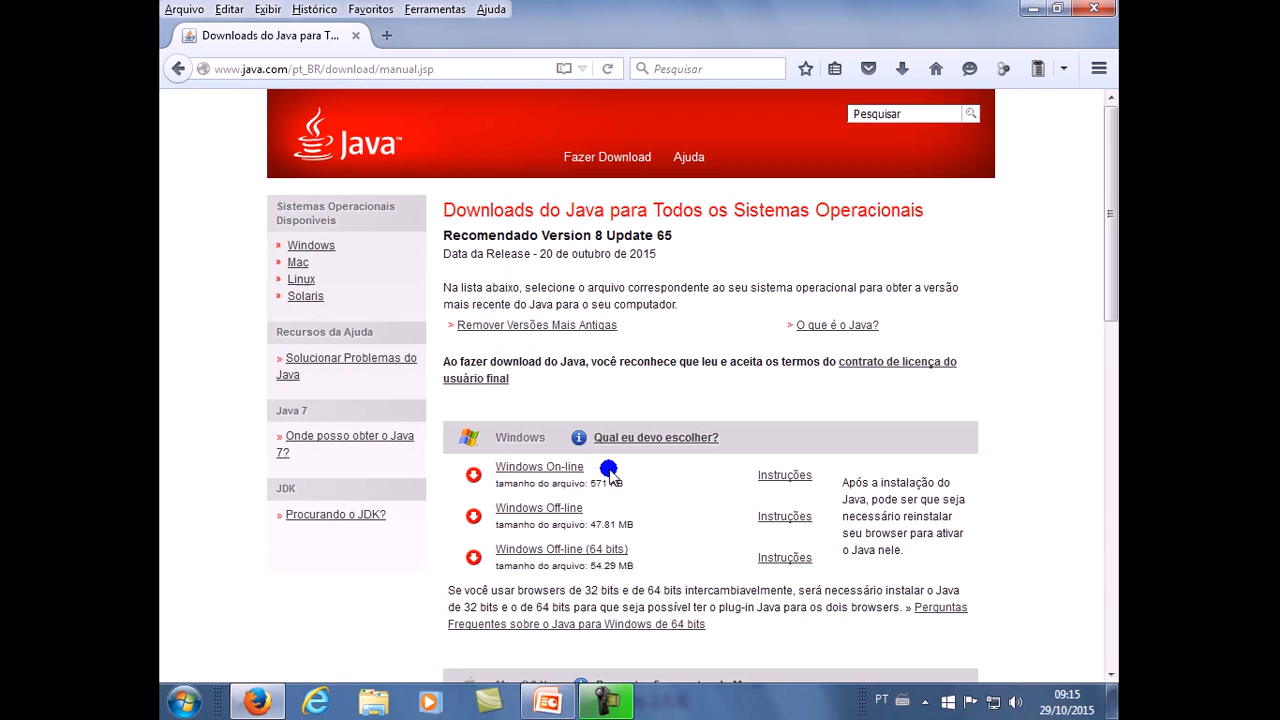 Arquivo Editar Exibir Histórico Favoritos Ferramentas Ajuda
Downloads do Java para T...
www.java.com/pt_BR/download/manual.jsp
Pesquisar
Java™
Pesquisar
Fazer Download Ajuda
Sistemas Operacionais
Disponíveis
» Windows
» Mac
» Linux
» Solaris
Recursos da Ajuda
» Solucionar Problemas do
Java
Java 7
» Onde posso obter o Java
7?
JDK
» Procurando o JDK?
Downloads do Java para Todos os Sistemas Operacionais
Recomendado Version 8 Update 65
Data da Release - 20 de outubro de 2015
Na lista abaixo, selecione o arquivo correspondente ao seu sistema operacional para obter a versão
mais recente do Java para o seu computador.
> Remover Versões Mais Antigas > O que é o Java?
Ao fazer download do Java, você reconhece que leu e aceita os termos do contrato de licença do
usuário final
Windows Qual eu devo escolher?
Windows On-line
tamanho do arquivo: 571 KB
Instruções
Windows Off-line
tamanho do arquivo: 47.81 MB
Instruções
Windows Off-line (64 bits)
tamanho do arquivo: 54.29 MB
Instruções
Após a instalação do
Java, pode ser que seja
necessário reinstalar
seu browser para ativar
o Java nele.
Se você usar browsers de 32 bits e de 64 bits intercambiavelmente, será necessário instalar o Java
de 32 bits e o de 64 bits para que seja possível ter o plug-in Java para os dois browsers. » Perguntas
Frequentes sobre o Java para Windows de 64 bits
PT
09:15
29/10/2015